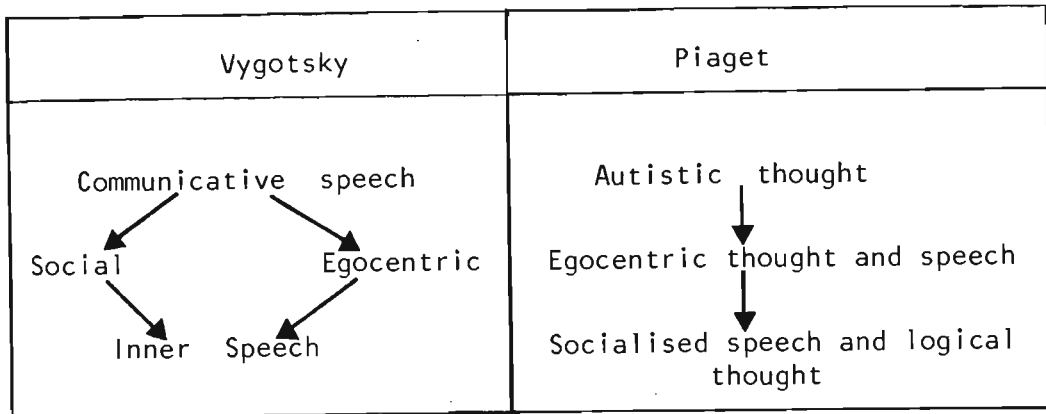 Vygotsky
Piaget
Communicative speech
Social
Egocentric
Inner Speech
Autistic thought
Egocentric thought and speech
Socialised speech and logical
thought